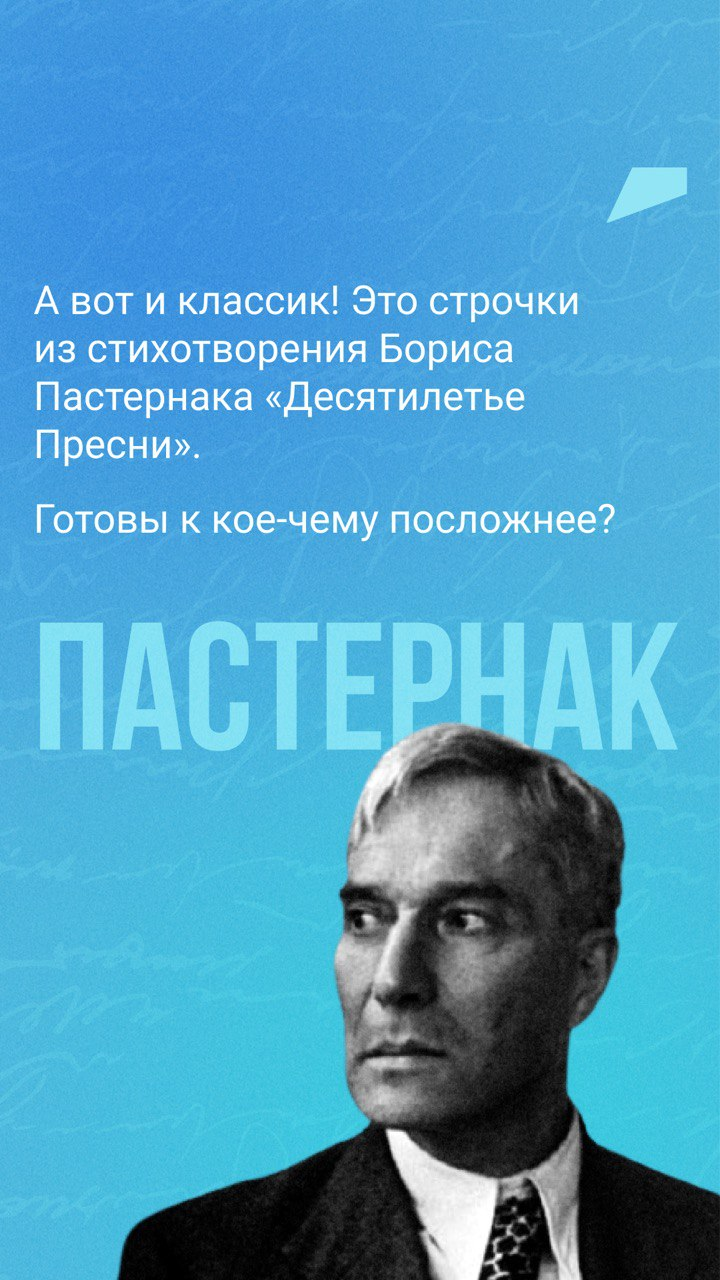 А вот и классик! Это строчки
из стихотворения Бориса
Пастернака «Десятилетье
Пресни».
Готовы к кое-чему посложнее?
ПАСТЕРНАК